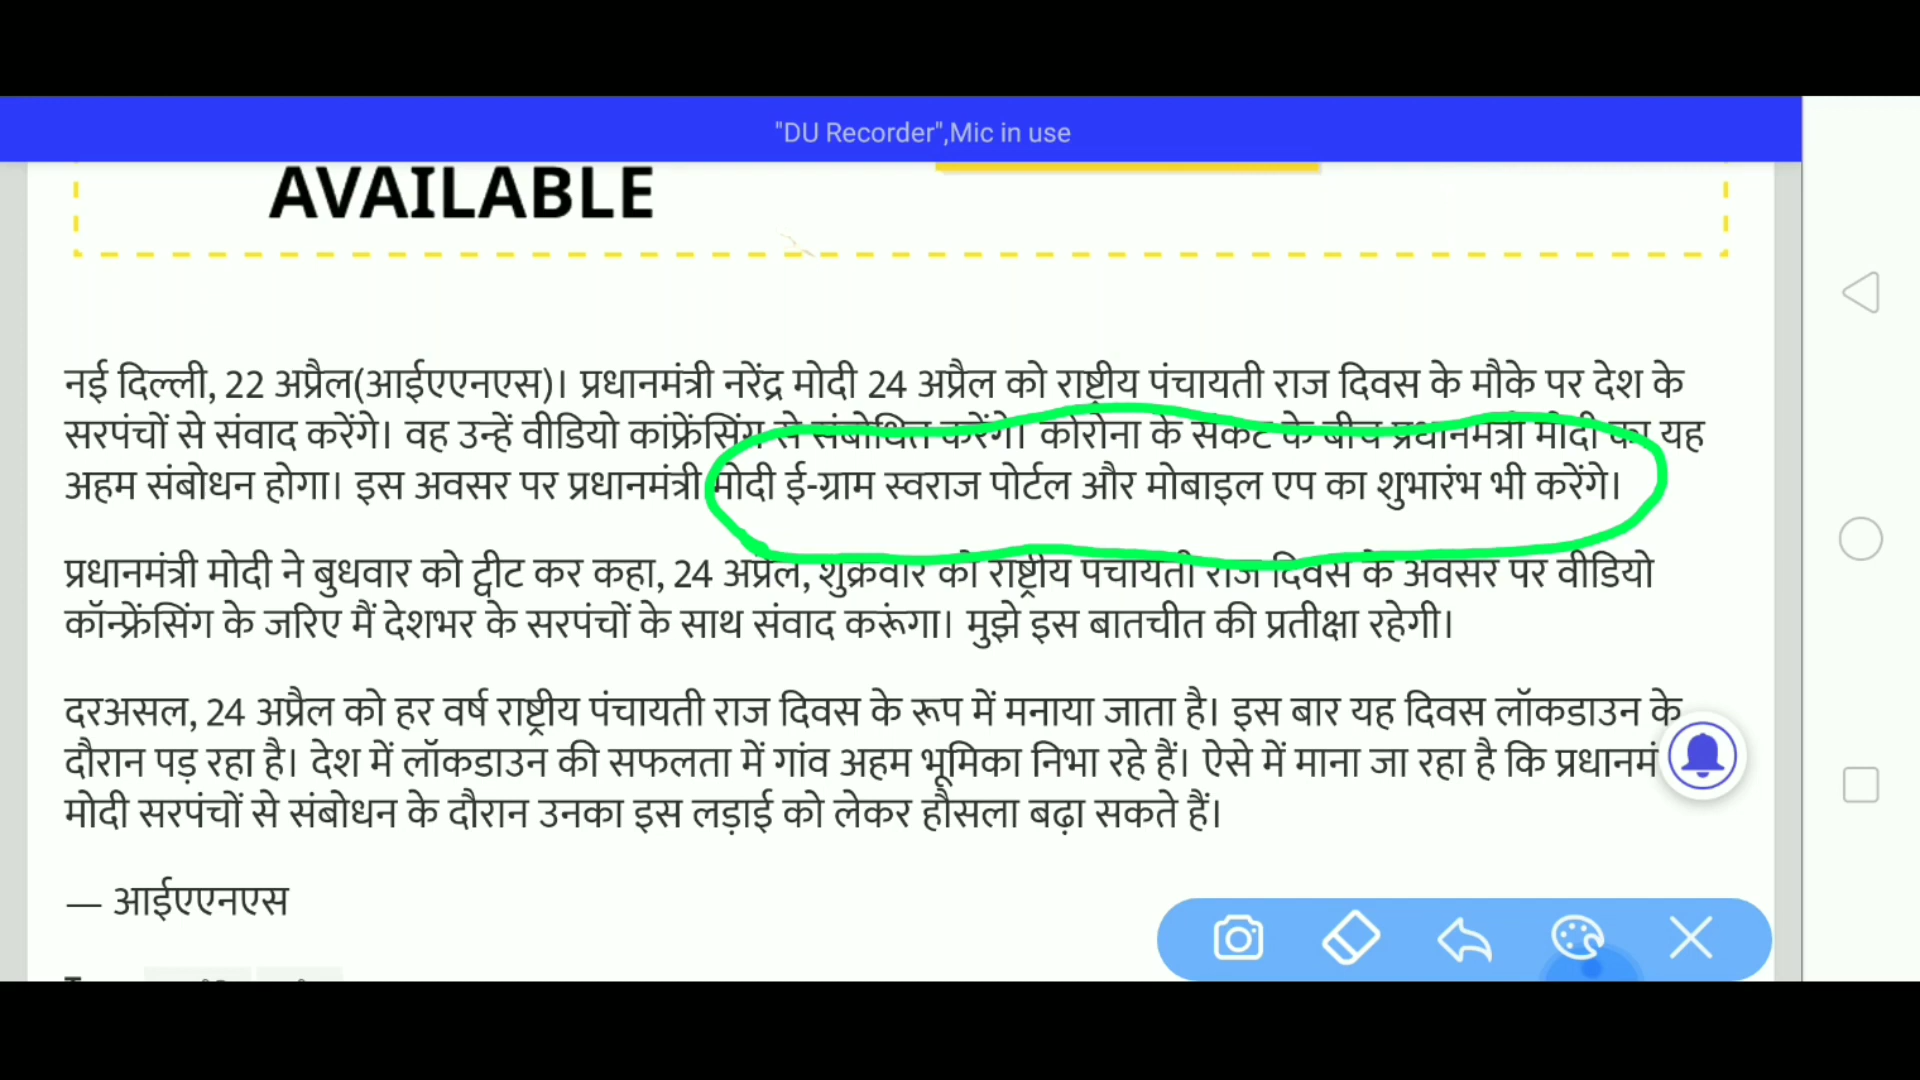 "DU Recorder",Mic in use
AVAILABLE
नई दिल्ली, 22 अप्रैल(आईएएनएस)। प्रधानमंत्री नरेंद्र मोदी 24 अप्रैल को राष्ट्रीय पंचायती राज दिवस के मौके पर देश के
सरपंचों से संवाद करेंगे। वह उन्हें वीडियो कांफ्रेंसिंग से संबोधित करेंगे। कोरोना के संकट के बीच प्रधानमंत्री मोदी का यह
अहम संबोधन होगा। इस अवसर पर प्रधानमंत्री मोदी ई-ग्राम स्वराज पोर्टल और मोबाइल एप का शुभारंभ भी करेंगे।
प्रधानमंत्री मोदी ने बुधवार को ट्वीट कर कहा, 24 अप्रैल, शुक्रवार को राष्ट्रीय पंचायती राज दिवस के अवसर पर वीडियो
कॉन्फ्रेंसिंग के जरिए मैं देशभर के सरपंचों के साथ संवाद करूंगा। मुझे इस बातचीत की प्रतीक्षा रहेगी।
दरअसल, 24 अप्रैल को हर वर्ष राष्ट्रीय पंचायती राज दिवस के रूप में मनाया जाता है। इस बार यह दिवस लॉकडाउन के
दौरान पड़ रहा है। देश में लॉकडाउन की सफलता में गांव अहम भूमिका निभा रहे हैं। ऐसे में माना जा रहा है कि प्रधानमं
मोदी सरपंचों से संबोधन के दौरान उनका इस लड़ाई को लेकर हौसला बढ़ा सकते हैं।
— आईएएनएस